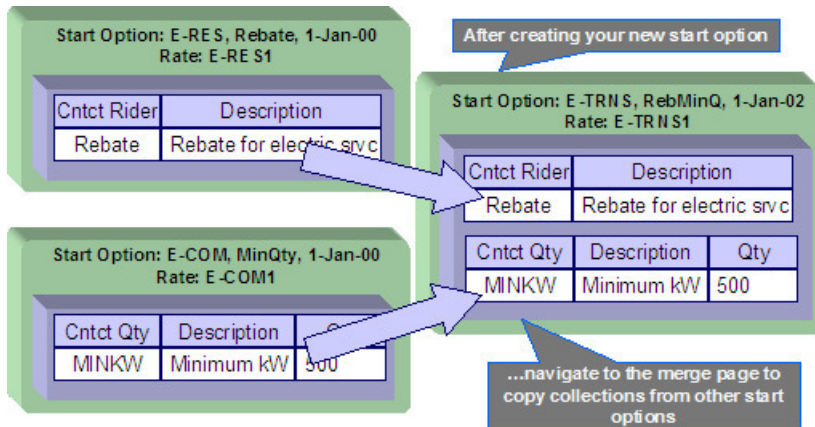 Start Option: E-RES, Rebate, 1-Jan-00
Rate: E-RES1
Cntct Rider Description
Rebate Rebate for electric srvc
After creating your new start option
Start Option: E-TRNS, RebMinQ, 1-Jan-02
Rate: E-TRNS1
Cntct Rider Description
Rebate Rebate for electric srvc
Cntct Qty Description Qty
MINKW Minimum kW 500
Start Option: E-COM, MinQty, 1-Jan-00
Rate: E-COM1
Cntct Qty Description
MINKW Minimum kW 500
...navigate to the merge page to
copy collections from other start
options